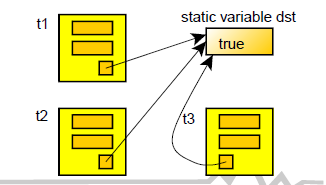 t1
static variable dst
true
t2
t3